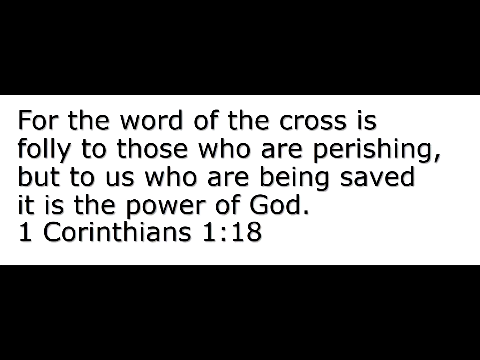 For the word of the cross is
folly to those who are perishing,
but to us who are being saved
it is the power of God.
1 Corinthians 1:18